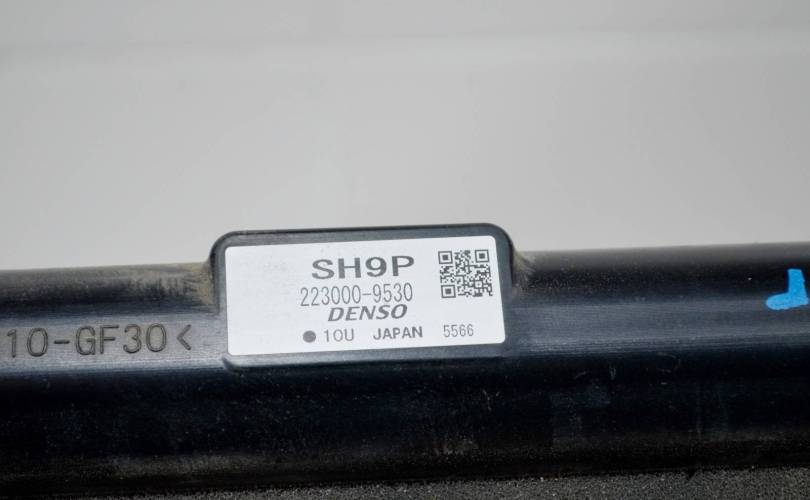 SH9P
223000-9530
DENSO
● 10U JAPAN 5566
10-GF30<